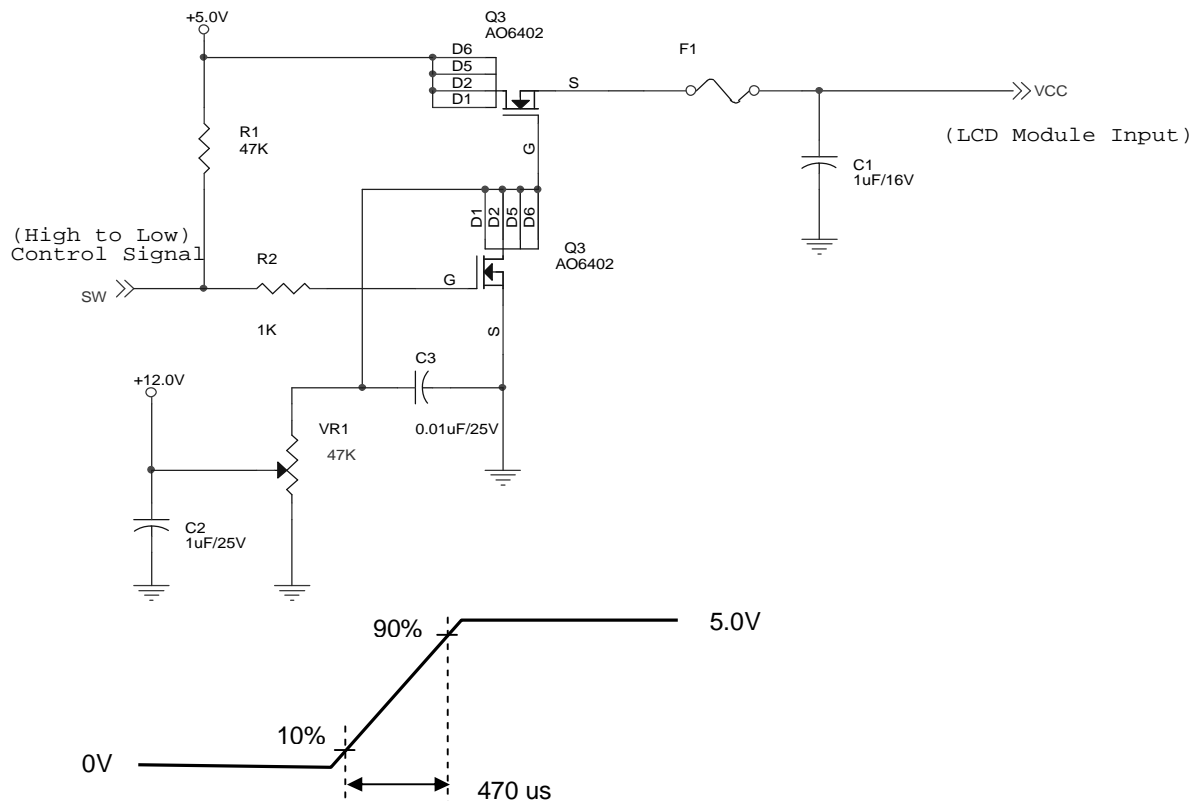 +5.0V
Q3
AO6402
D6
D5
D2
D1
S
G
F1
VCC
(LCD Module Input)
R1
47K
C1
1uF/16V
D1
D2
D5
D6
Q3
AO6402
(High to Low)
Control Signal
SW
R2
1K
G
S
C3
0.01uF/25V
+12.0V
VR1
47K
C2
1uF/25V
90%
5.0V
10%
0V
470 us